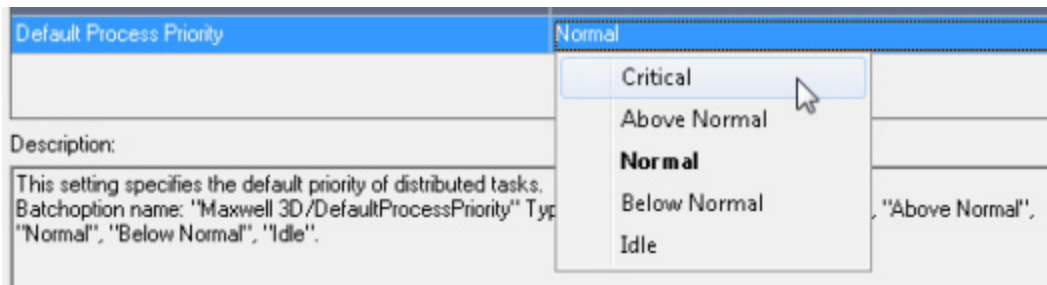 Default Process Priority Normal
Critical
Above Normal
Normal
Below Normal
Idle
Description:
This setting specifies the default priority of distributed tasks.
Batchoption name: "Maxwell 3D/DefaultProcessPriority" , "Above Normal",
"Normal", "Below Normal", "Idle".